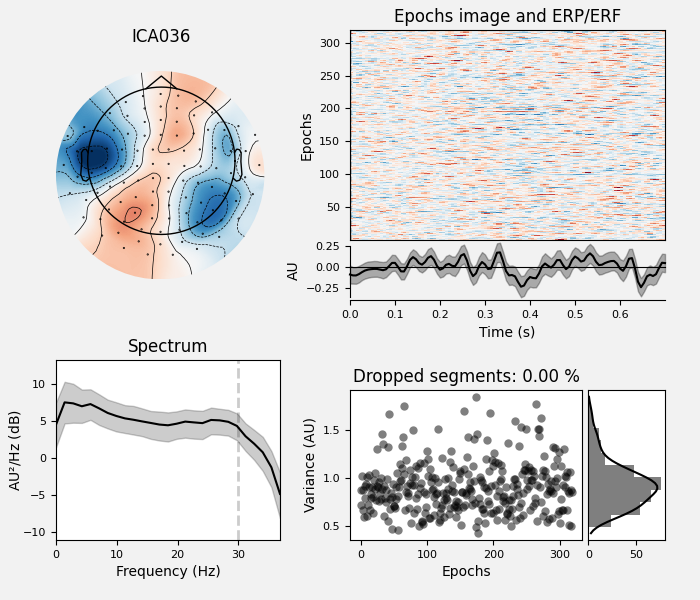 ICA036
Epochs image and ERP/ERF
Epochs
300
250
200
150
100
50
AU
0.25
0.00
−0.25
0.0 0.1 0.2 0.3 0.4 0.5 0.6
Time (s)
Spectrum
AU²/Hz (dB)
10
5
0
−5
−10
0 10 20 30
Frequency (Hz)
Dropped segments: 0.00 %
Variance (AU)
1.5
1.0
0.5
0 100 200 300
Epochs
0 50